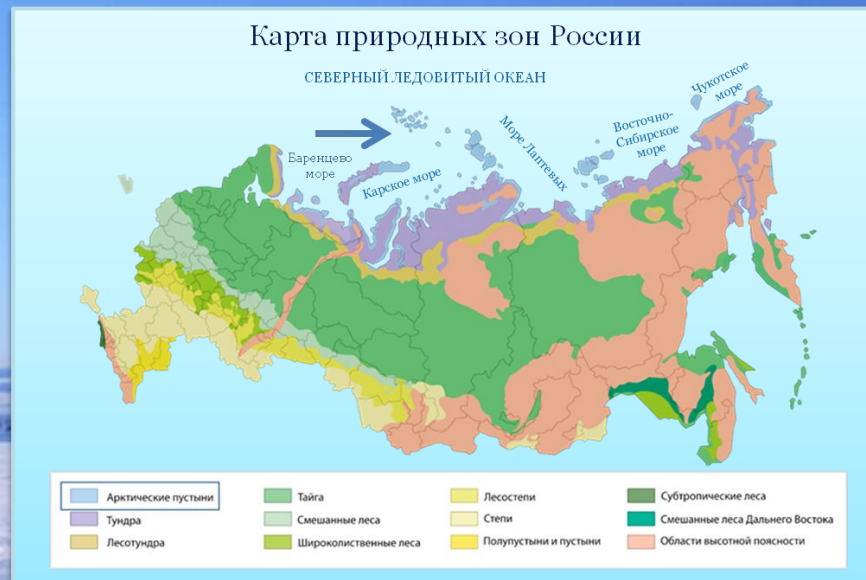 Карта природных зон России
СЕВЕРНЫЙ ЛЕДОВИТЫЙ ОКЕАН
Чукотское
море
Восточно-
Сибирское
море
Море Лаптевых
Баренцево
море
Карское море
Арктические пустыни
Тундра
Лесотундра
Тайга
Смешанные леса
Широколиственные леса
Лесостепи
Степи
Полупустыни и пустыни
Субтропические леса
Смешанные леса Дальнего Востока
Области высотной поясности